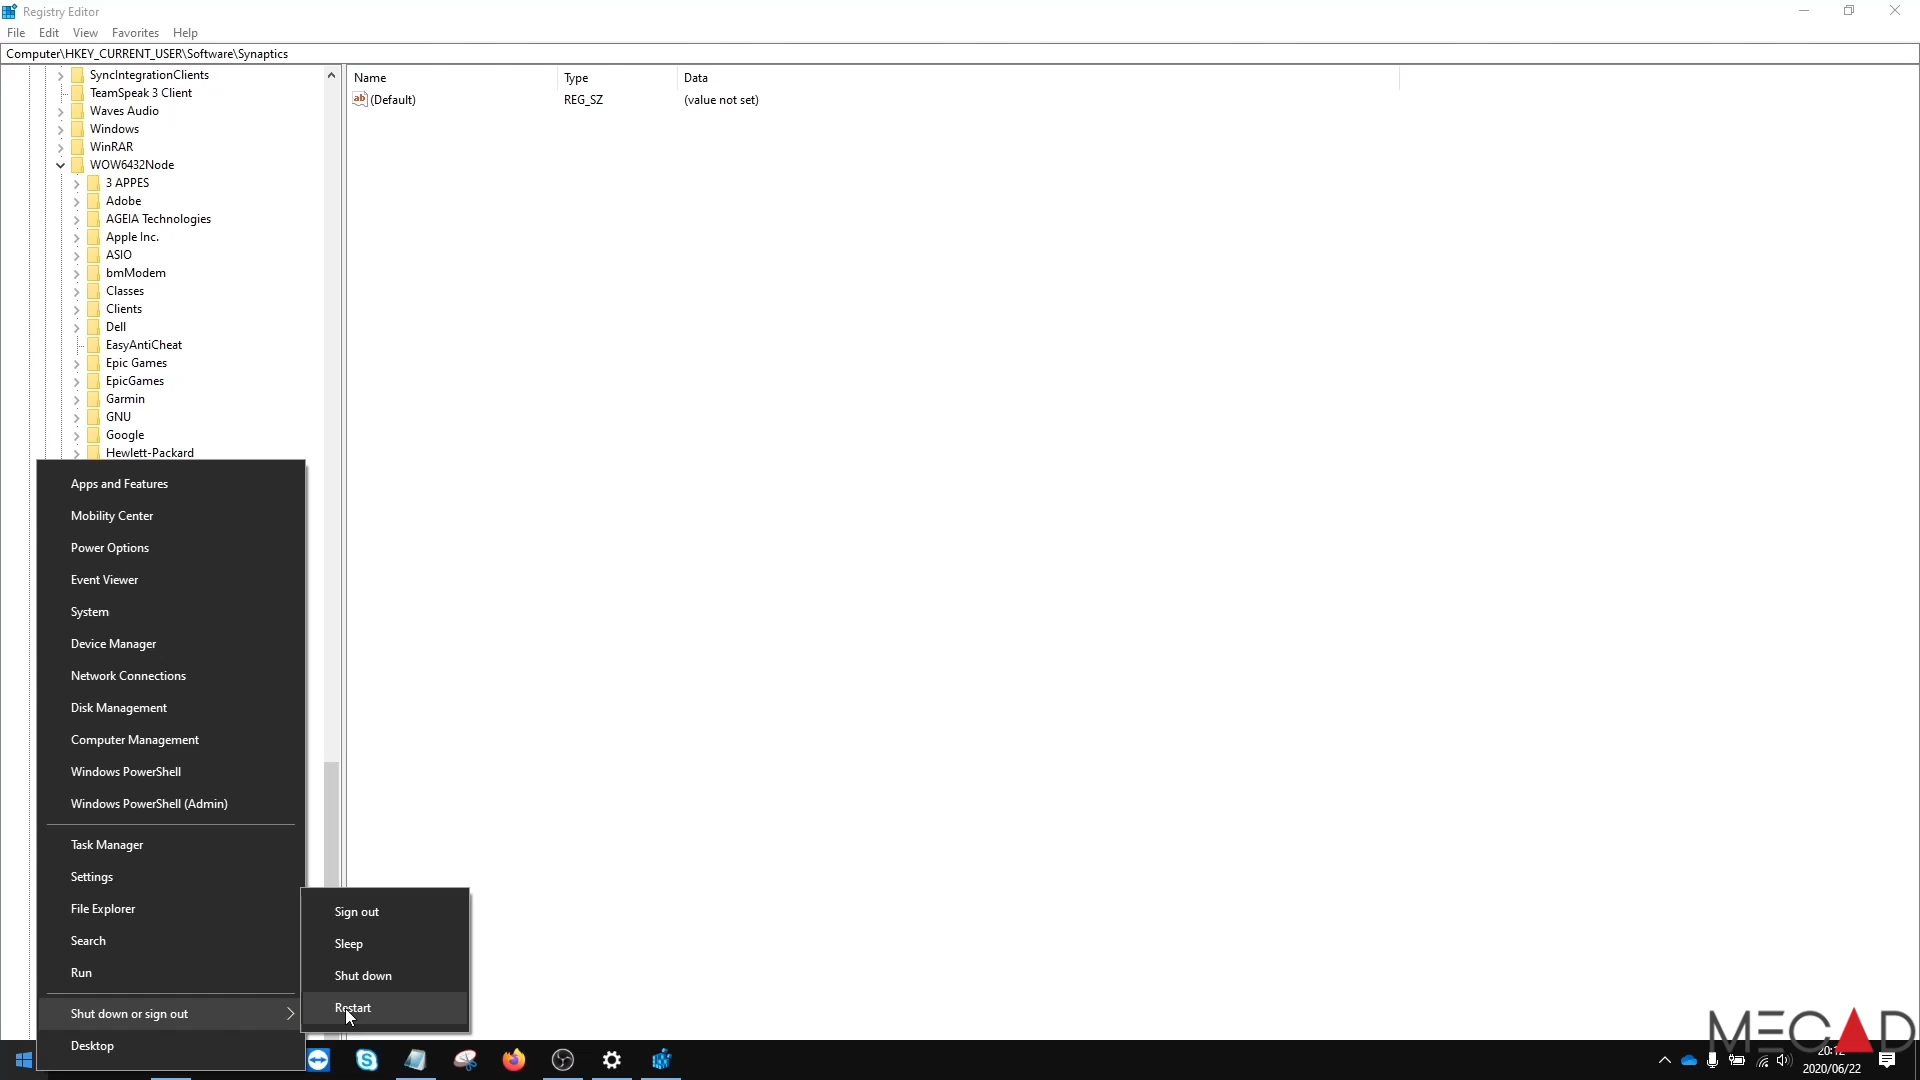 Registry Editor
File Edit View Favorites Help
Computer\HKEY_CURRENT_USER\Software\Synaptics
SyncIntegrationClients
TeamSpeak 3 Client
Waves Audio
Windows
WinRAR
WOW6432Node
3 APPES
Adobe
AGEIA Technologies
Apple Inc.
ASIO
bmModem
Classes
Clients
Dell
EasyAntiCheat
Epic Games
EpicGames
Garmin
GNU
Google
Hewlett-Packard
Name Type Data
ab (Default) REG_SZ (value not set)
Apps and Features
Mobility Center
Power Options
Event Viewer
System
Device Manager
Network Connections
Disk Management
Computer Management
Windows PowerShell
Windows PowerShell (Admin)
Task Manager
Settings
File Explorer
Search
Run
Shut down or sign out
Desktop
Sign out
Sleep
Shut down
Restart
MECAD
2020/06/22